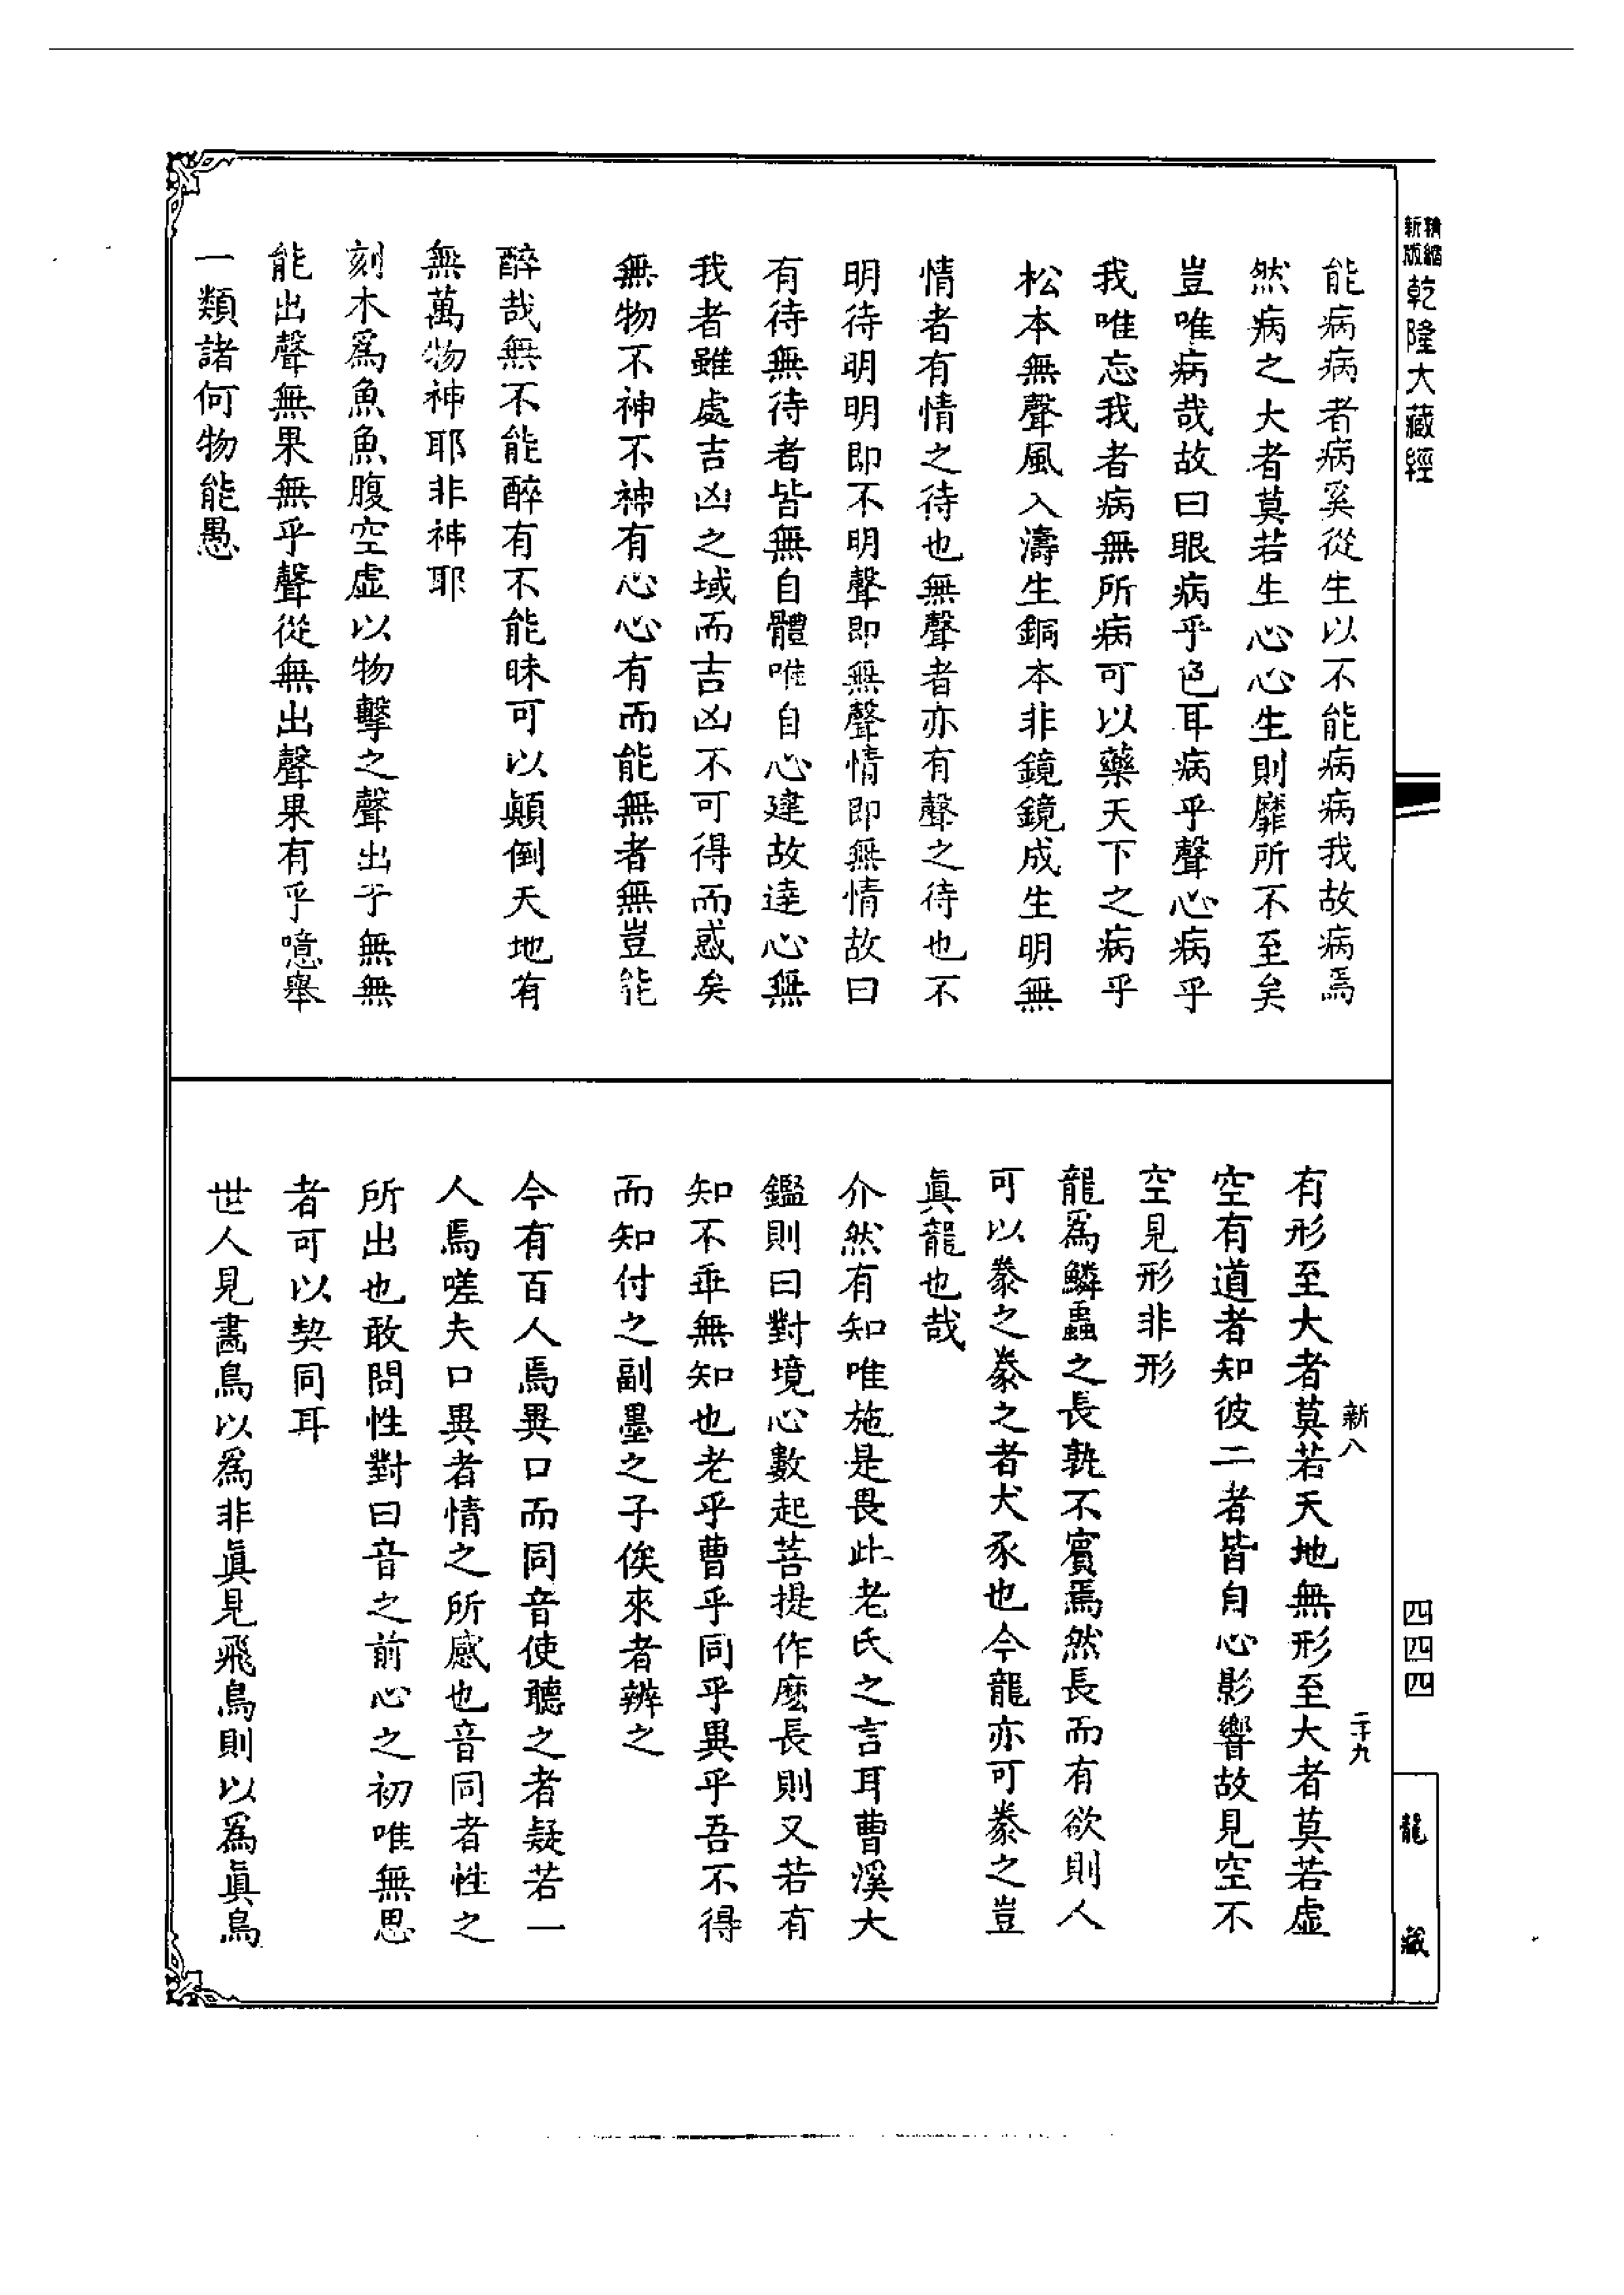 精縮新版乾隆大藏經
能病病者病奚從生以不能病病我故病焉
然病之大者莫若生心心生則靡所不至矣
豈唯病哉故曰眼病乎色耳病乎聲心病乎
我唯忘我者病無所病可以藥天下之病乎
松本無聲風入濤生銅本非鏡鏡成生明無
情者有情之待也無聲者亦有聲之待也不
明待明明即不明聲即無聲情即無情故曰
有待無待者皆無自體唯自心建故達心無
我者雖處吉凶之域而吉凶不可得而惑矣
無物不神不神有心心有而能無者無豈能
醉哉無不能醉有不能昧可以顛倒天地有
無萬物神耶非神耶
刻木爲魚魚腹空虛以物擊之聲出乎無無
能出聲無果無乎聲從無出聲果有乎噫舉
一類諸何物能愚
有形至大者莫若天地無形至大者莫若虛
空有道者知彼二者皆自心影響故見空不
空見形非形
龍爲鱗蟲之長孰不賓焉然長而有欲則人
可以豢之豢之者犬豕也今龍亦可豢之豈
眞龍也哉
介然有知唯施是畏此老氏之言耳曹溪大
鑑則曰對境心數起菩提作麽長則又若有
知不乖無知也老乎曹乎同乎異乎吾不得
而知付之副墨之子俟來者辨之
今有百人焉異口而同音使聽之者疑若一
人焉嗟夫口異者情之所感也音同者性之
所出也敢問性對曰音之前心之初唯無思
者可以契同耳
世人見畫鳥以爲非眞見飛鳥則以爲眞鳥
新八
二十九
四四四
龍藏